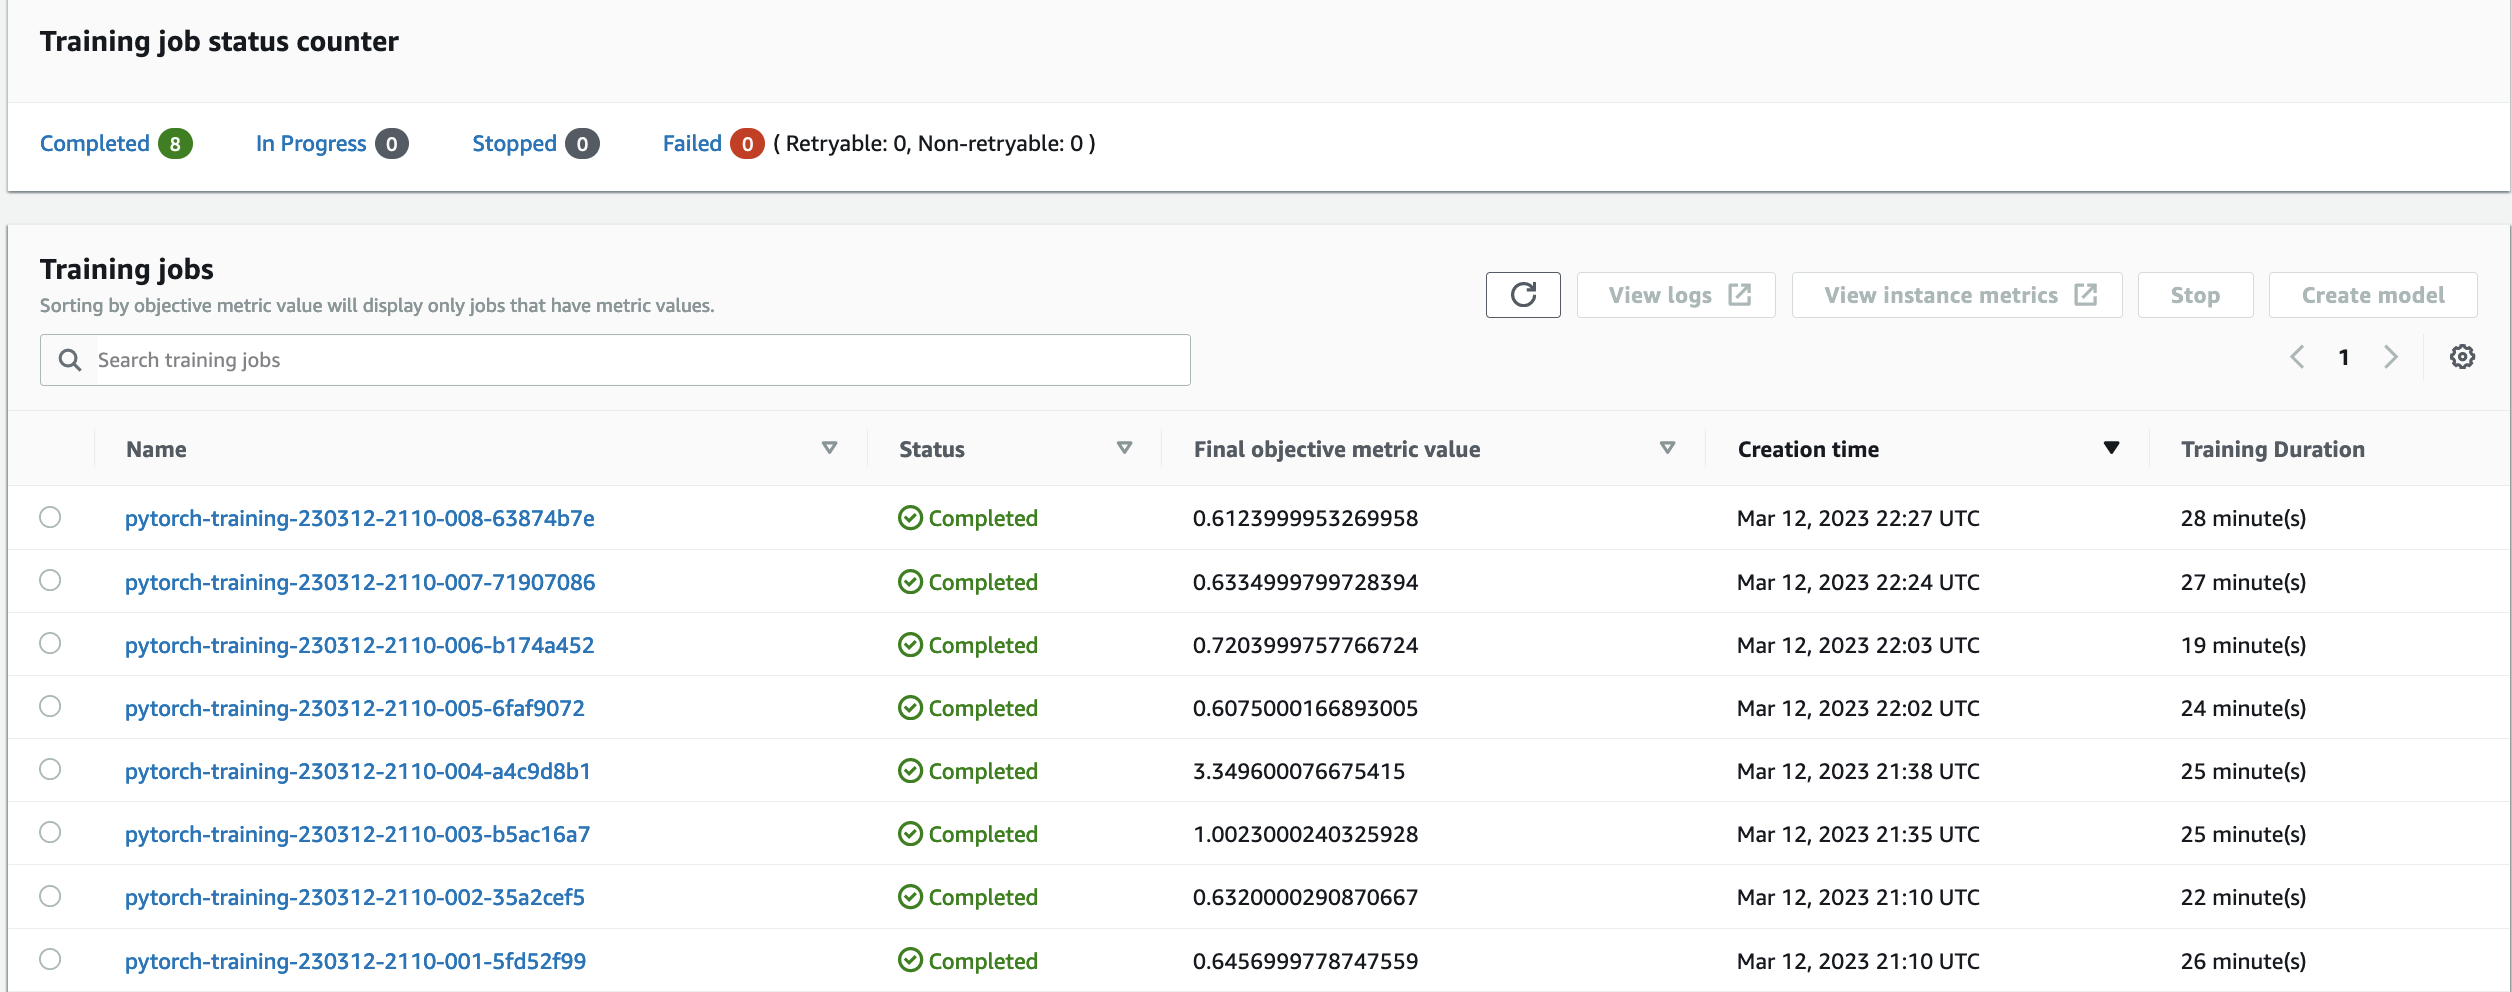 Training job status counter
Completed 8 In Progress 0 Stopped 0 Failed 0 ( Retryable: 0, Non-retryable: 0 )
Training jobs
Sorting by objective metric value will display only jobs that have metric values.
View logs View instance metrics Stop Create model
Search training jobs
1
Name Status Final objective metric value Creation time Training Duration
pytorch-training-230312-2110-008-63874b7e Completed 0.6123999953269958 Mar 12, 2023 22:27 UTC 28 minute(s)
pytorch-training-230312-2110-007-71907086 Completed 0.6334999799728394 Mar 12, 2023 22:24 UTC 27 minute(s)
pytorch-training-230312-2110-006-b174a452 Completed 0.7203999757766724 Mar 12, 2023 22:03 UTC 19 minute(s)
pytorch-training-230312-2110-005-6faf9072 Completed 0.6075000166893005 Mar 12, 2023 22:02 UTC 24 minute(s)
pytorch-training-230312-2110-004-a4c9d8b1 Completed 3.349600076675415 Mar 12, 2023 21:38 UTC 25 minute(s)
pytorch-training-230312-2110-003-b5ac16a7 Completed 1.0023000240325928 Mar 12, 2023 21:35 UTC 25 minute(s)
pytorch-training-230312-2110-002-35a2cef5 Completed 0.6320000290870667 Mar 12, 2023 21:10 UTC 22 minute(s)
pytorch-training-230312-2110-001-5fd52f99 Completed 0.6456999778747559 Mar 12, 2023 21:10 UTC 26 minute(s)